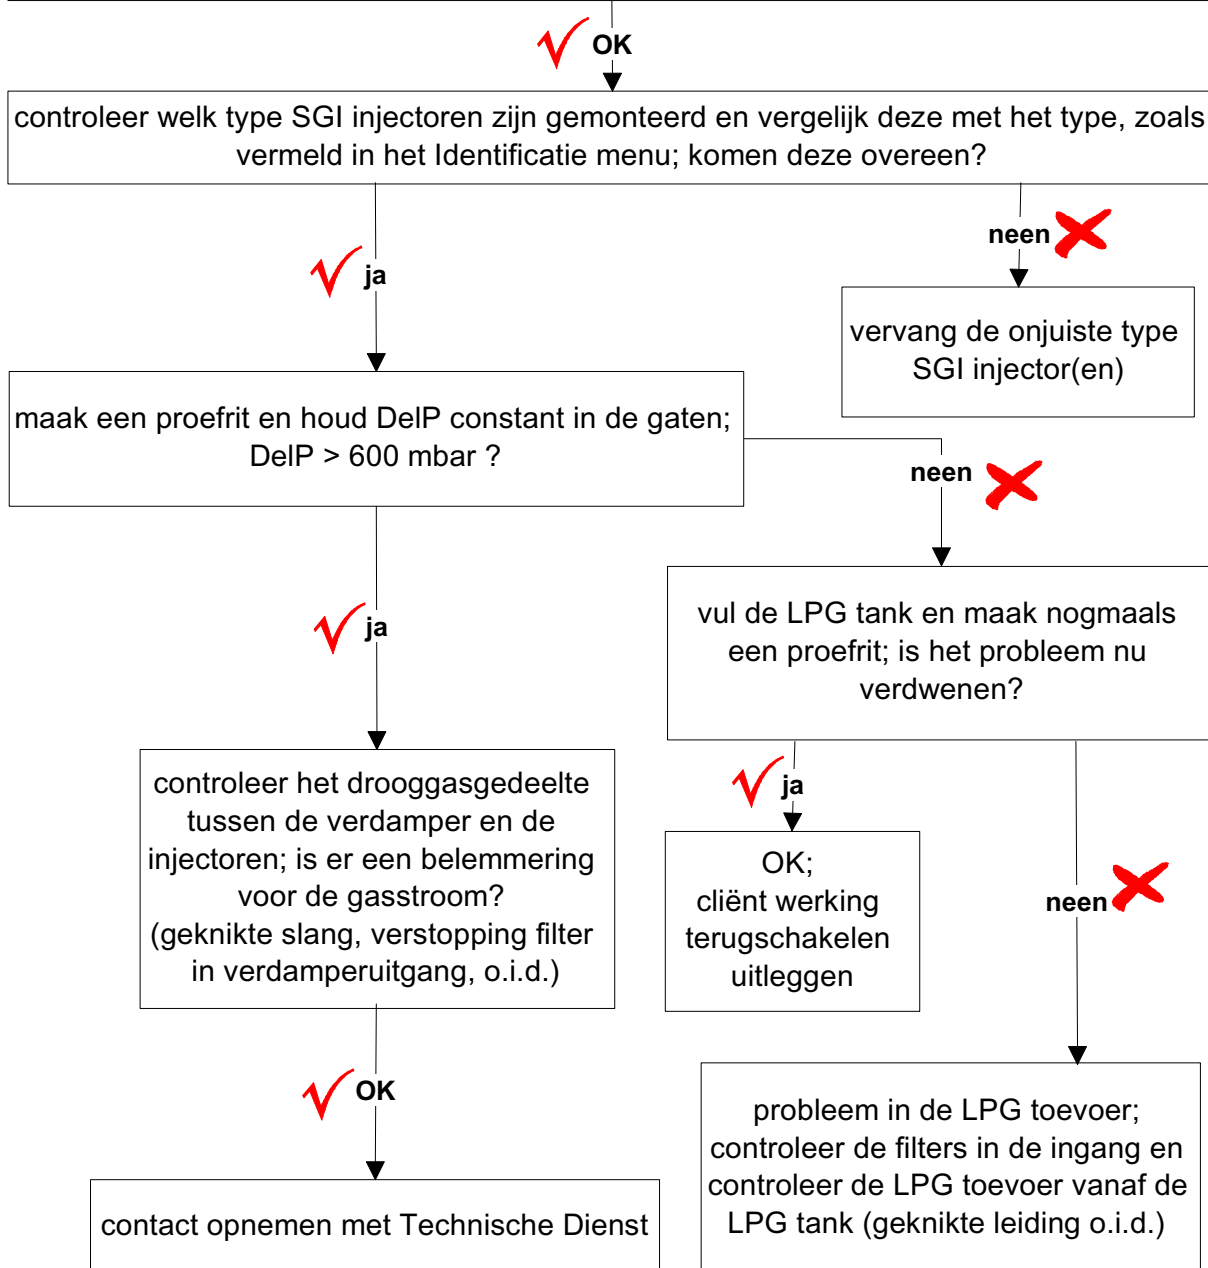 OK
controleer welk type SGI injectoren zijn gemonteerd en vergelijk deze met het type, zoals
vermeld in het Identificatie menu; komen deze overeen?
ja
neen
vervang de onjuiste type
SGI injector(en)
maak een proefrit en houd DelP constant in de gaten;
DelP > 600 mbar ?
neen
ja
vul de LPG tank en maak nogmaals
een proefrit; is het probleem nu
verdwenen?
controleer het drooggasgedeelte
tussen de verdamper en de
injectoren; is er een belemmering
voor de gasstroom?
(geknikte slang, verstopping filter
in verdamperuitgang, o.i.d.)
ja
OK;
cliënt werking
terugschakelen
uitleggen
neen
OK
probleem in de LPG toevoer;
controleer de filters in de ingang en
controleer de LPG toevoer vanaf de
LPG tank (geknikte leiding o.i.d.)
contact opnemen met Technische Dienst